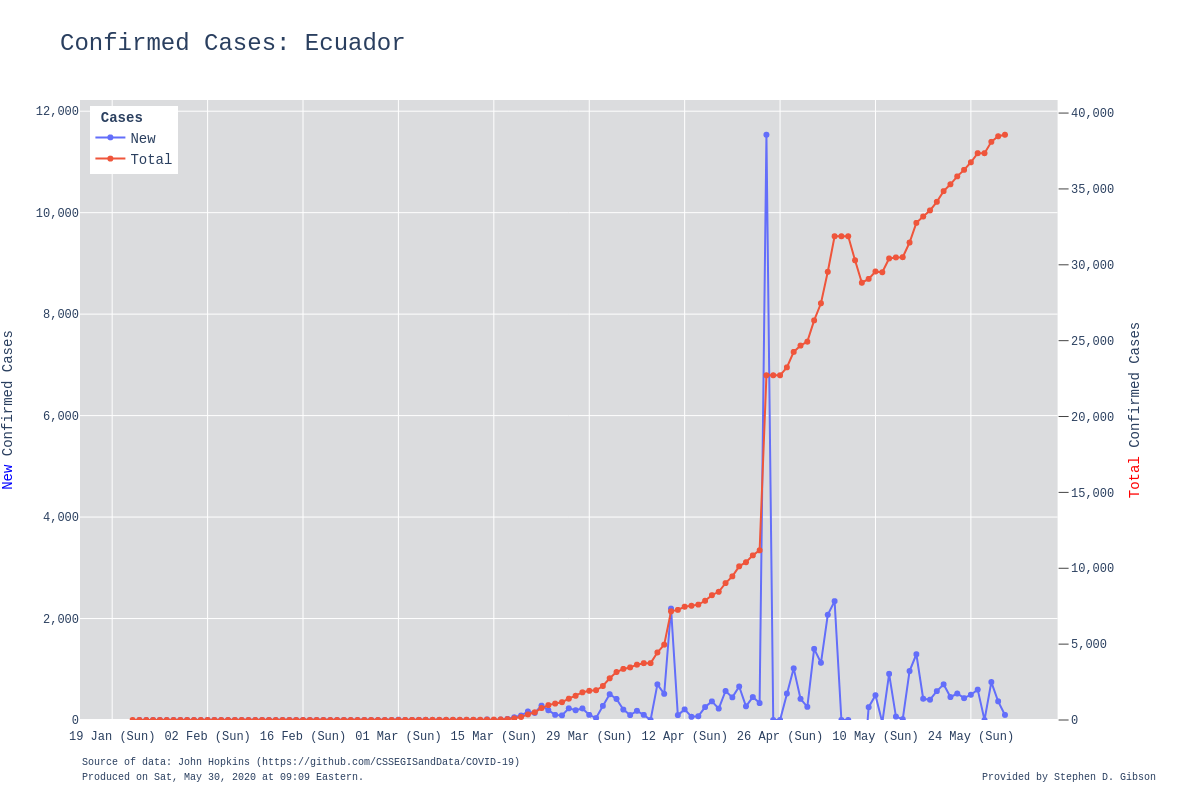 Confirmed Cases: Ecuador
Cases
New
Total
12,000
10,000
8,000
6,000
4,000
2,000
0
New Confirmed Cases
40,000
35,000
30,000
25,000
20,000
15,000
10,000
5,000
0
Total Confirmed Cases
19 Jan (Sun)
02 Feb (Sun)
16 Feb (Sun)
01 Mar (Sun)
15 Mar (Sun)
29 Mar (Sun)
12 Apr (Sun)
26 Apr (Sun)
10 May (Sun)
24 May (Sun)
Source of data: John Hopkins (https://github.com/CSSEGISandData/COVID-19)
Produced on Sat, May 30, 2020 at 09:09 Eastern.
Provided by Stephen D. Gibson